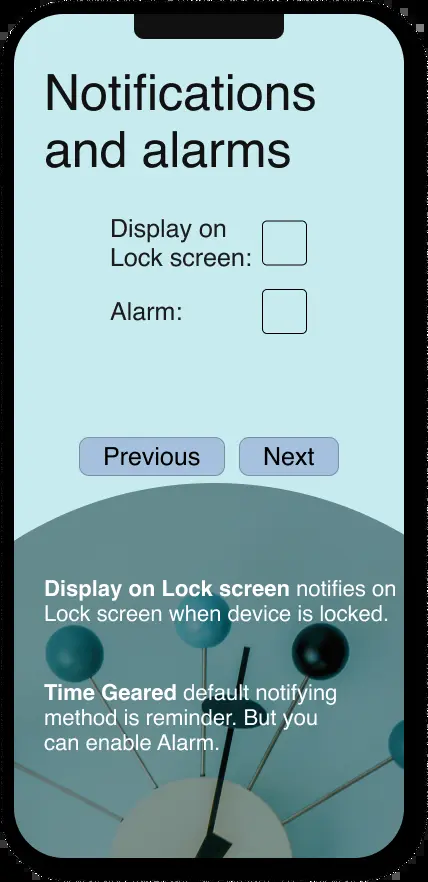 Notifications
and alarms
Display on
Lock screen:
Alarm:
Previous
Next
Display on Lock screen notifies on
Lock screen when device is locked.
Time Geared default notifying
method is reminder. But you
can enable Alarm.